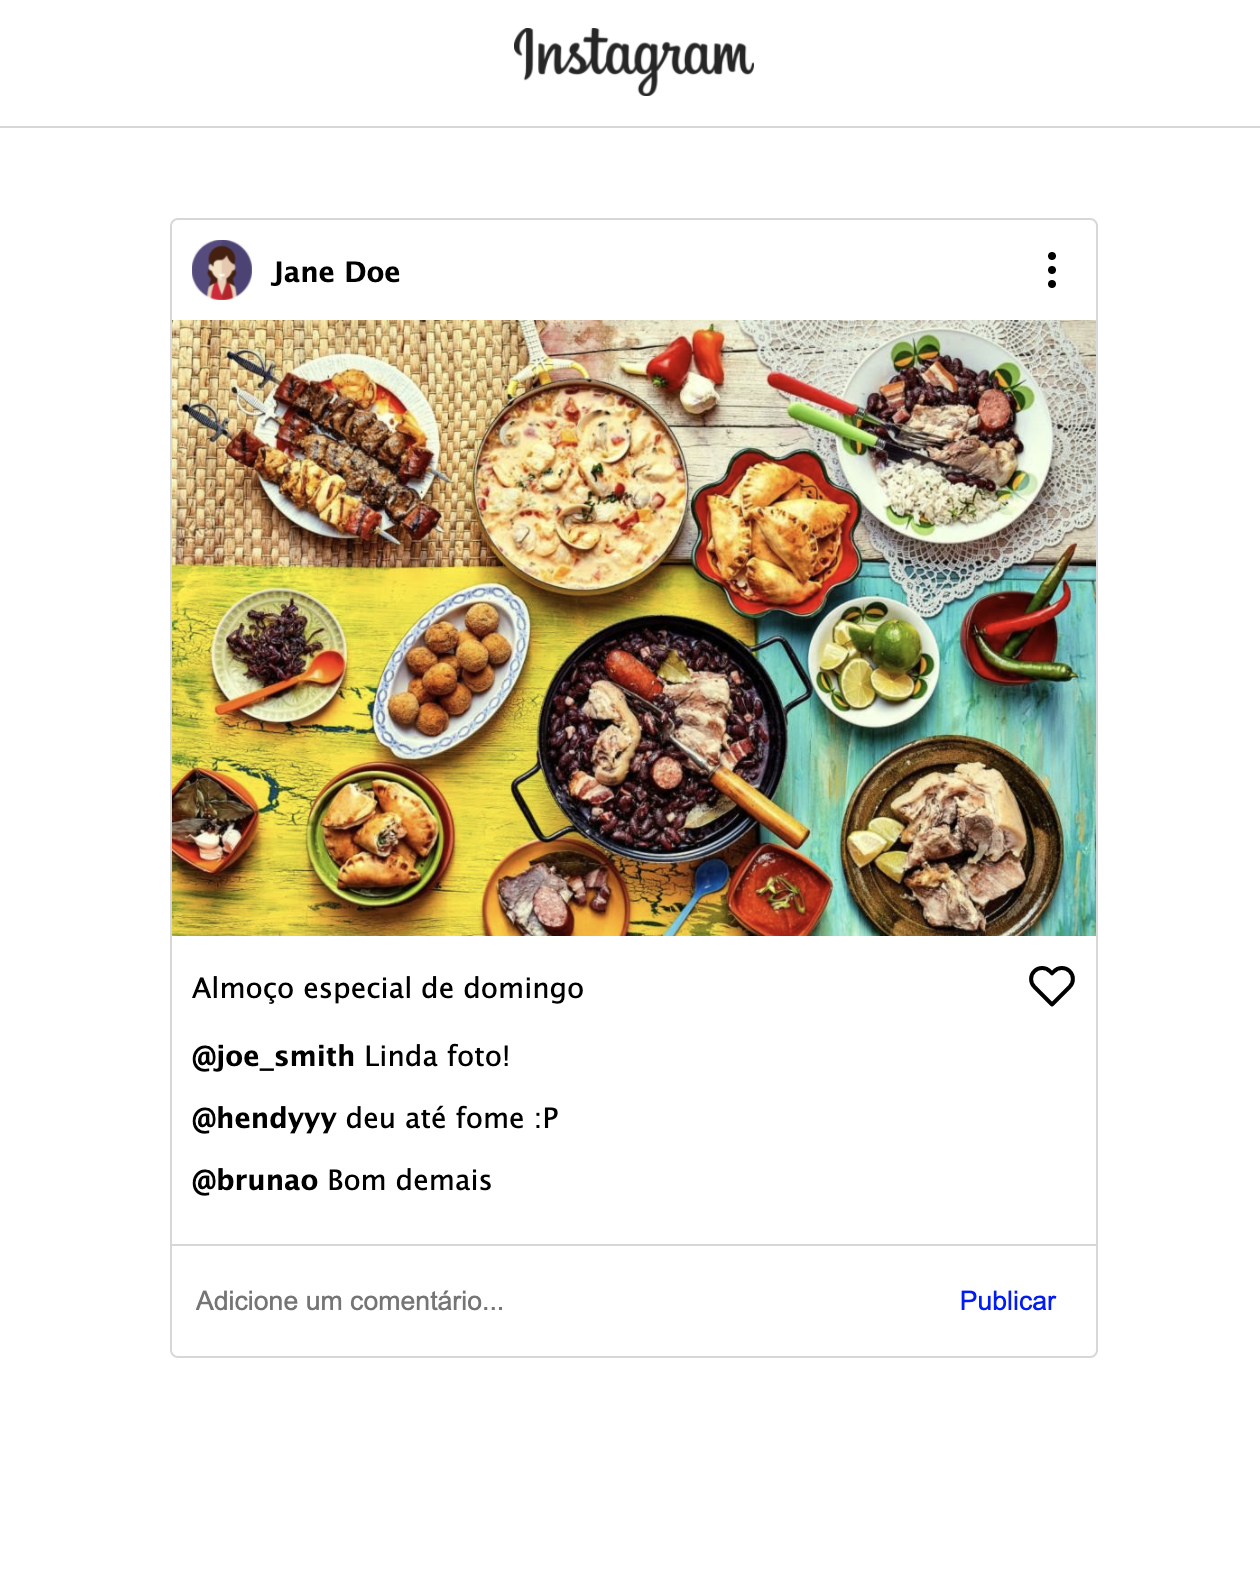 Instagram
Jane Doe
Almoço especial de domingo
@joe_smith Linda foto!
@hendyyy deu até fome :P
@brunao Bom demais
Adicione um comentário...
Publicar